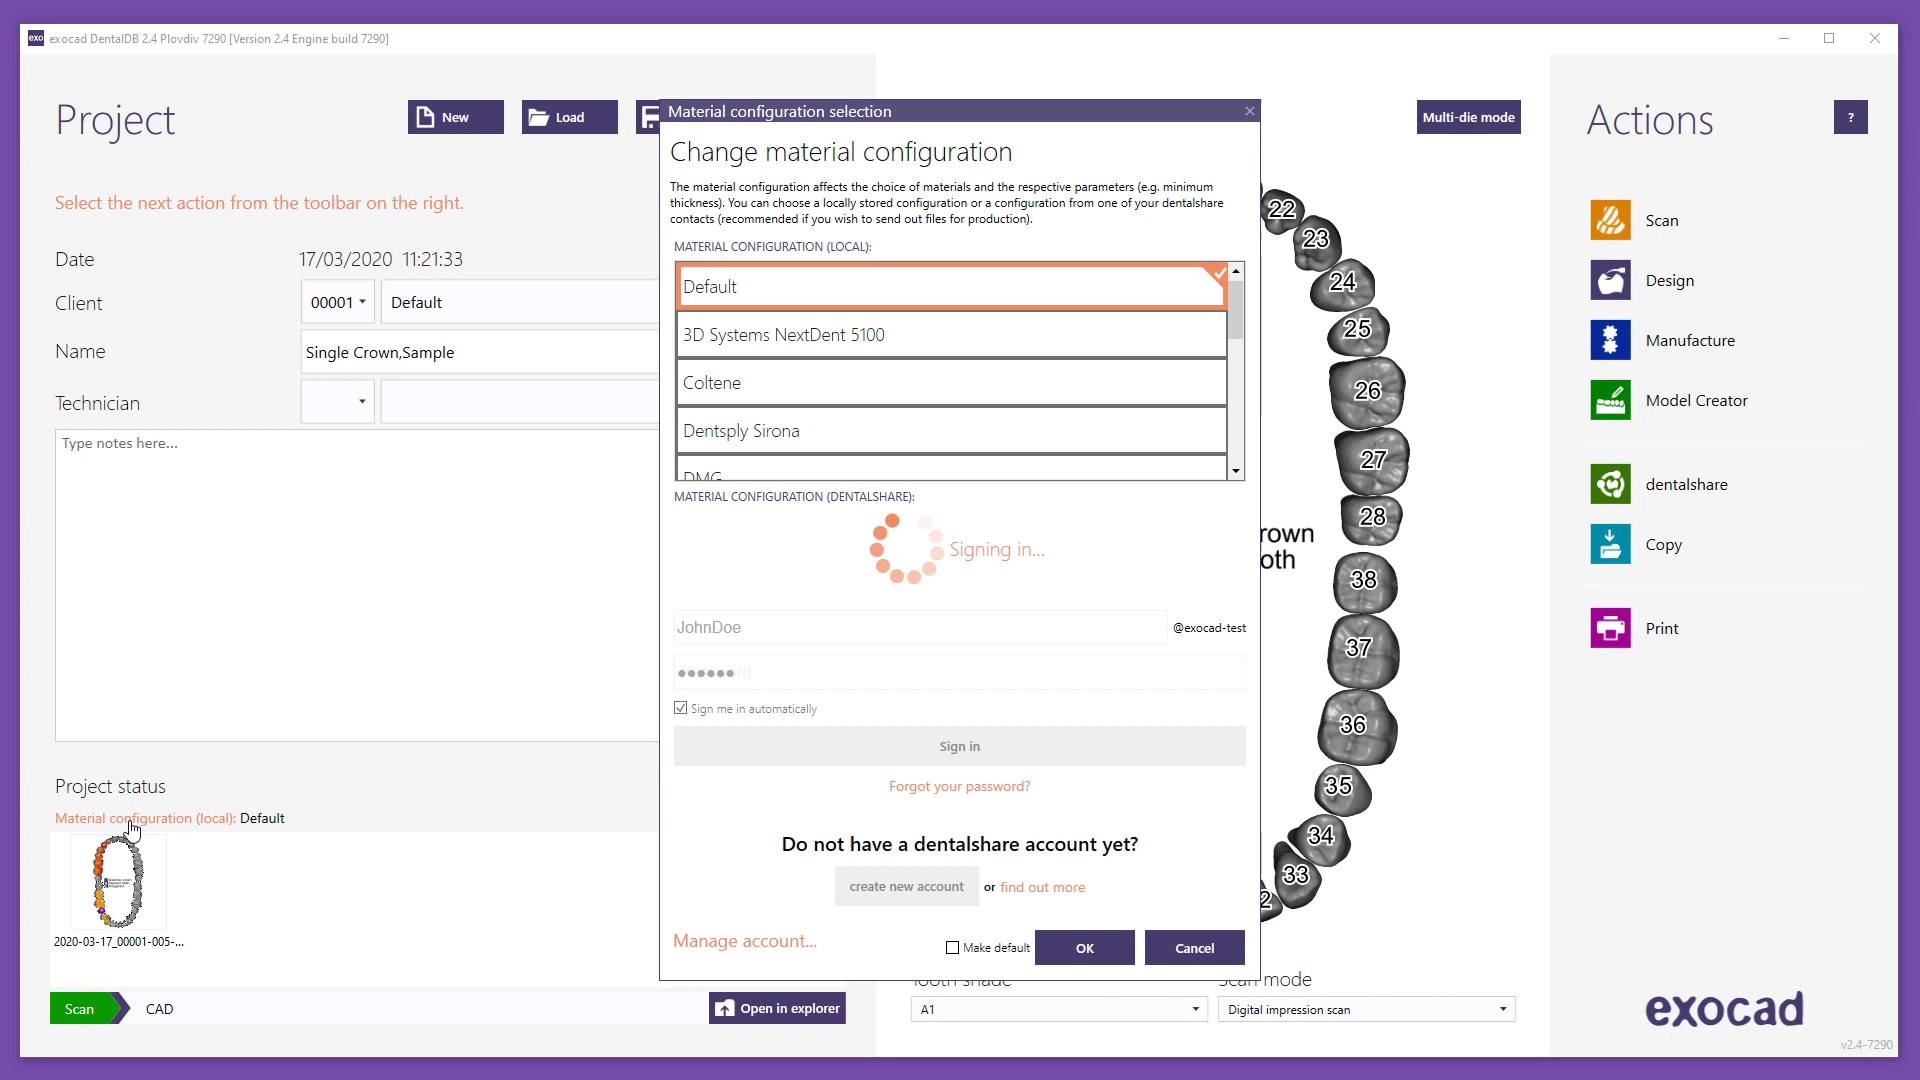 exo exocad DentalDB 2.4 Plovdiv 7290 [Version 2.4 Engine build 7290]
Project
New
Load
Select the next action from the toolbar on the right.
Date
17/03/2020 11:21:33
Client
00001
Default
Name
Single Crown,Sample
Technician
Type notes here...
Project status
Material configuration (local): Default
2020-03-17_00001-005-...
Scan
CAD
Open in explorer
Material configuration selection
Change material configuration
The material configuration affects the choice of materials and the respective parameters (e.g. minimum
thickness). You can choose a locally stored configuration or a configuration from one of your dentalshare
contacts (recommended if you wish to send out files for production).
MATERIAL CONFIGURATION (LOCAL):
Default
3D Systems NextDent 5100
Coltene
Dentsply Sirona
DMG
MATERIAL CONFIGURATION (DENTALSHARE):
Signing in...
JohnDoe
@exocad-test
Sign me in automatically
Sign in
Forgot your password?
Do not have a dentalshare account yet?
create new account
or find out more
Manage account...
Make default
OK
Cancel
Multi-die mode
22
23
24
25
26
27
28
rown
oth
38
37
36
35
34
33
2
Tooth shade
Scan mode
A1
Digital impression scan
Actions
?
Scan
Design
Manufacture
Model Creator
dentalshare
Copy
Print
exocad
v2.4-7290